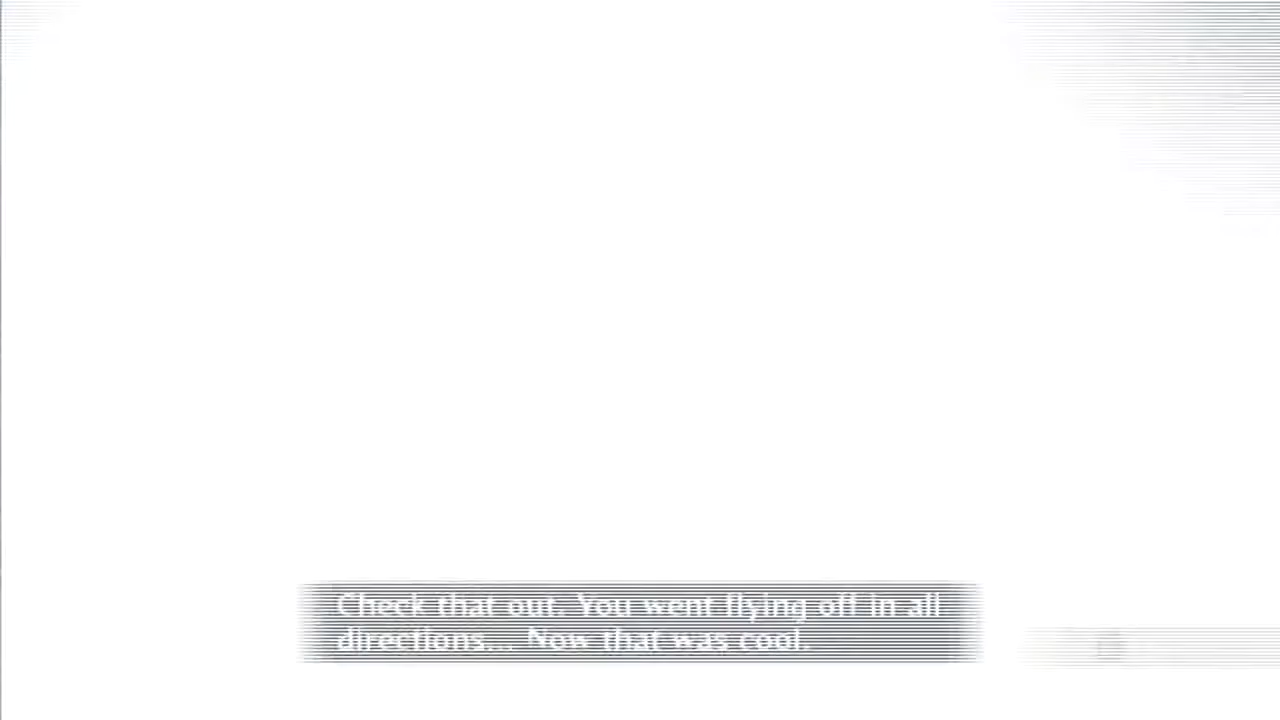 Check that out. You went flying off in all
directions... Now that was cool.